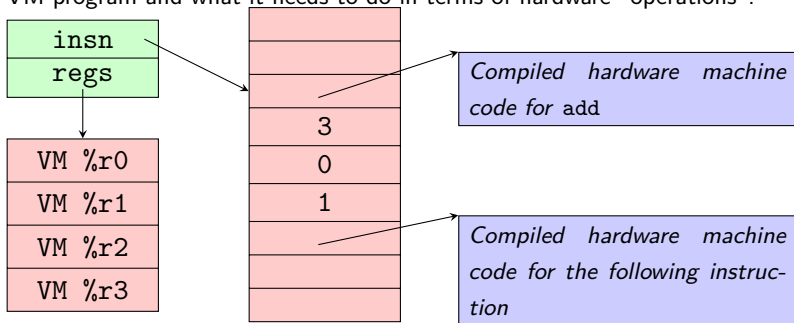 VM program and what it needs to do in terms of hardware "operations".
insn
regs
VM %r0
VM %r1
VM %r2
VM %r3
3
0
1
Compiled hardware machine
code for add
Compiled hardware machine
code for the following instruc-
tion